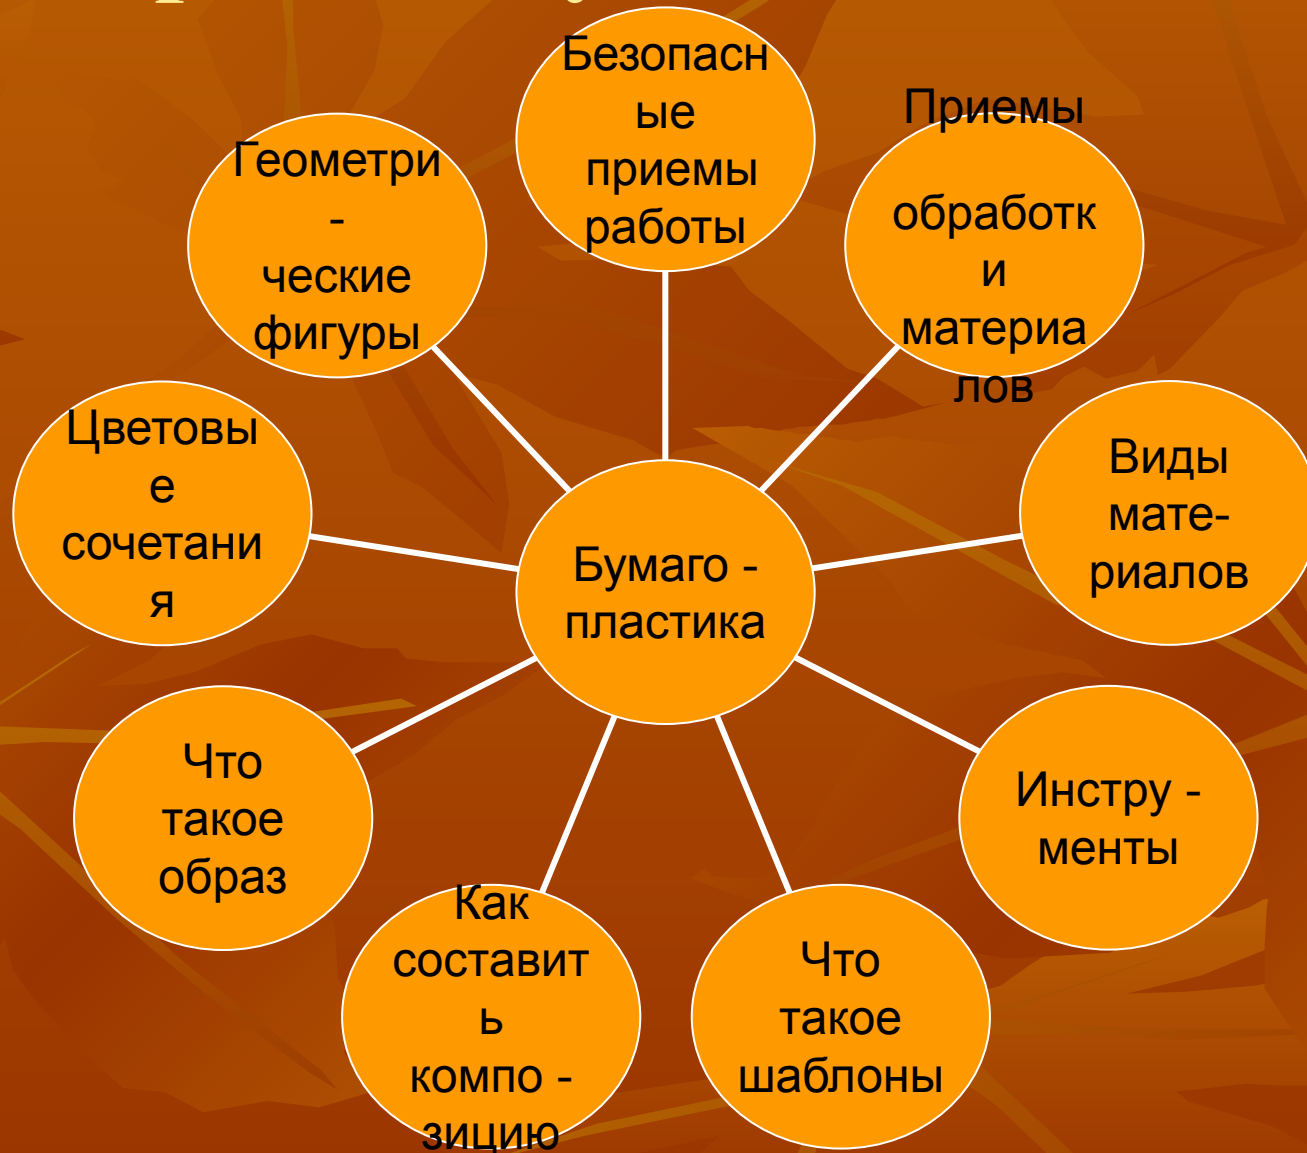 Безопасн
ые
приемы
работы
Приемы
обработк
и
материа
лов
Виды
мате-
риалов
Инстру -
менты
Что
такое
шаблоны
Как
составит
ь
компо -
зицию
Что
такое
образ
Цветовы
е
сочетани
я
Геометри
-
ческие
фигуры
Бумаго -
пластика